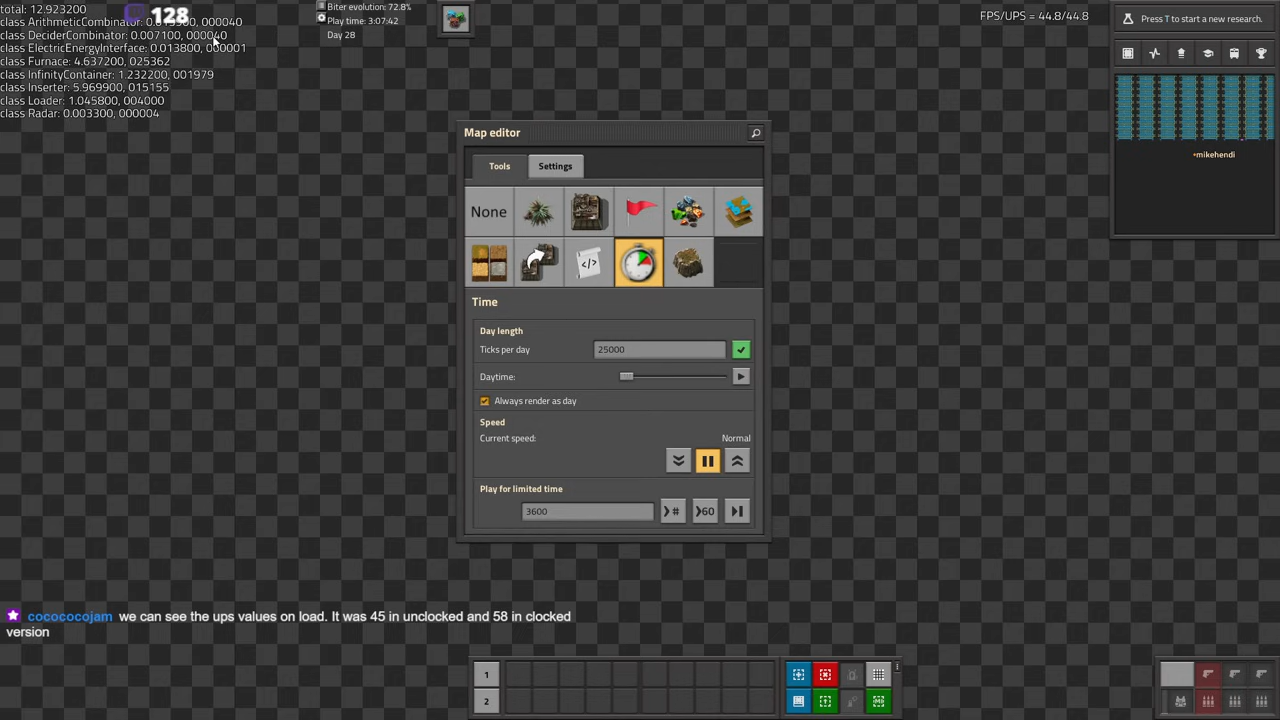 total: 12.923200
128
class ArithmeticCombinator: 0.013500, 000040
class DeciderCombinator: 0.007100, 000040
class ElectricEnergyInterface: 0.013800, 000001
class Furnace: 4.637200, 025362
class InfinityContainer: 1.232200, 001979
class Inserter: 5.969900, 015155
class Loader: 1.045800, 004000
class Radar: 0.003300, 000004
Biter evolution: 72.8%
Play time: 3:07:42
Day 28
FPS/UPS = 44.8/44.8
Press T to start a new research.
mikehendi
Map editor
Tools
Settings
None
Time
Day length
Ticks per day
25000
Daytime:
Always render as day
Speed
Current speed:
Normal
Play for limited time
3600
#
60
cocococojam we can see the ups values on load. It was 45 in unclocked and 58 in clocked
version
1
2